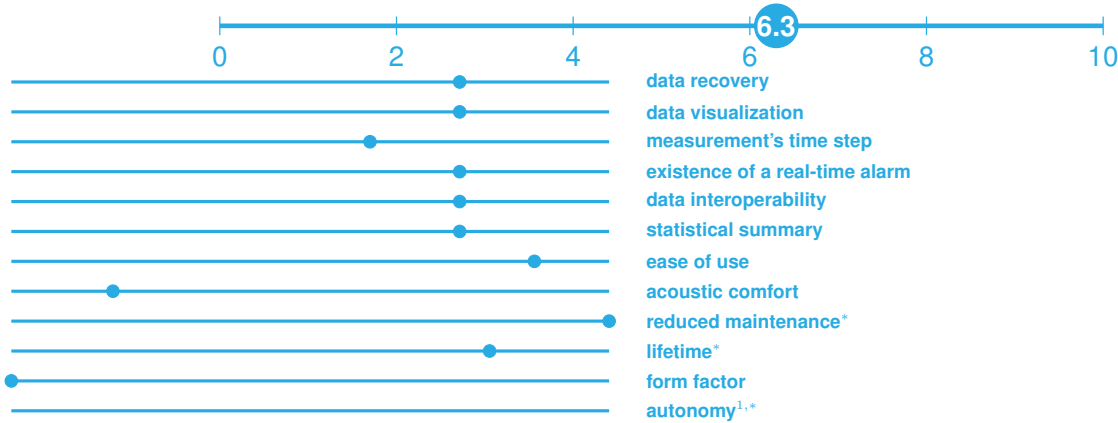 6.3
0 2 4 6 8 10
data recovery
data visualization
measurement's time step
existence of a real-time alarm
data interoperability
statistical summary
ease of use
acoustic comfort
reduced maintenance*
lifetime*
form factor
autonomy1,*